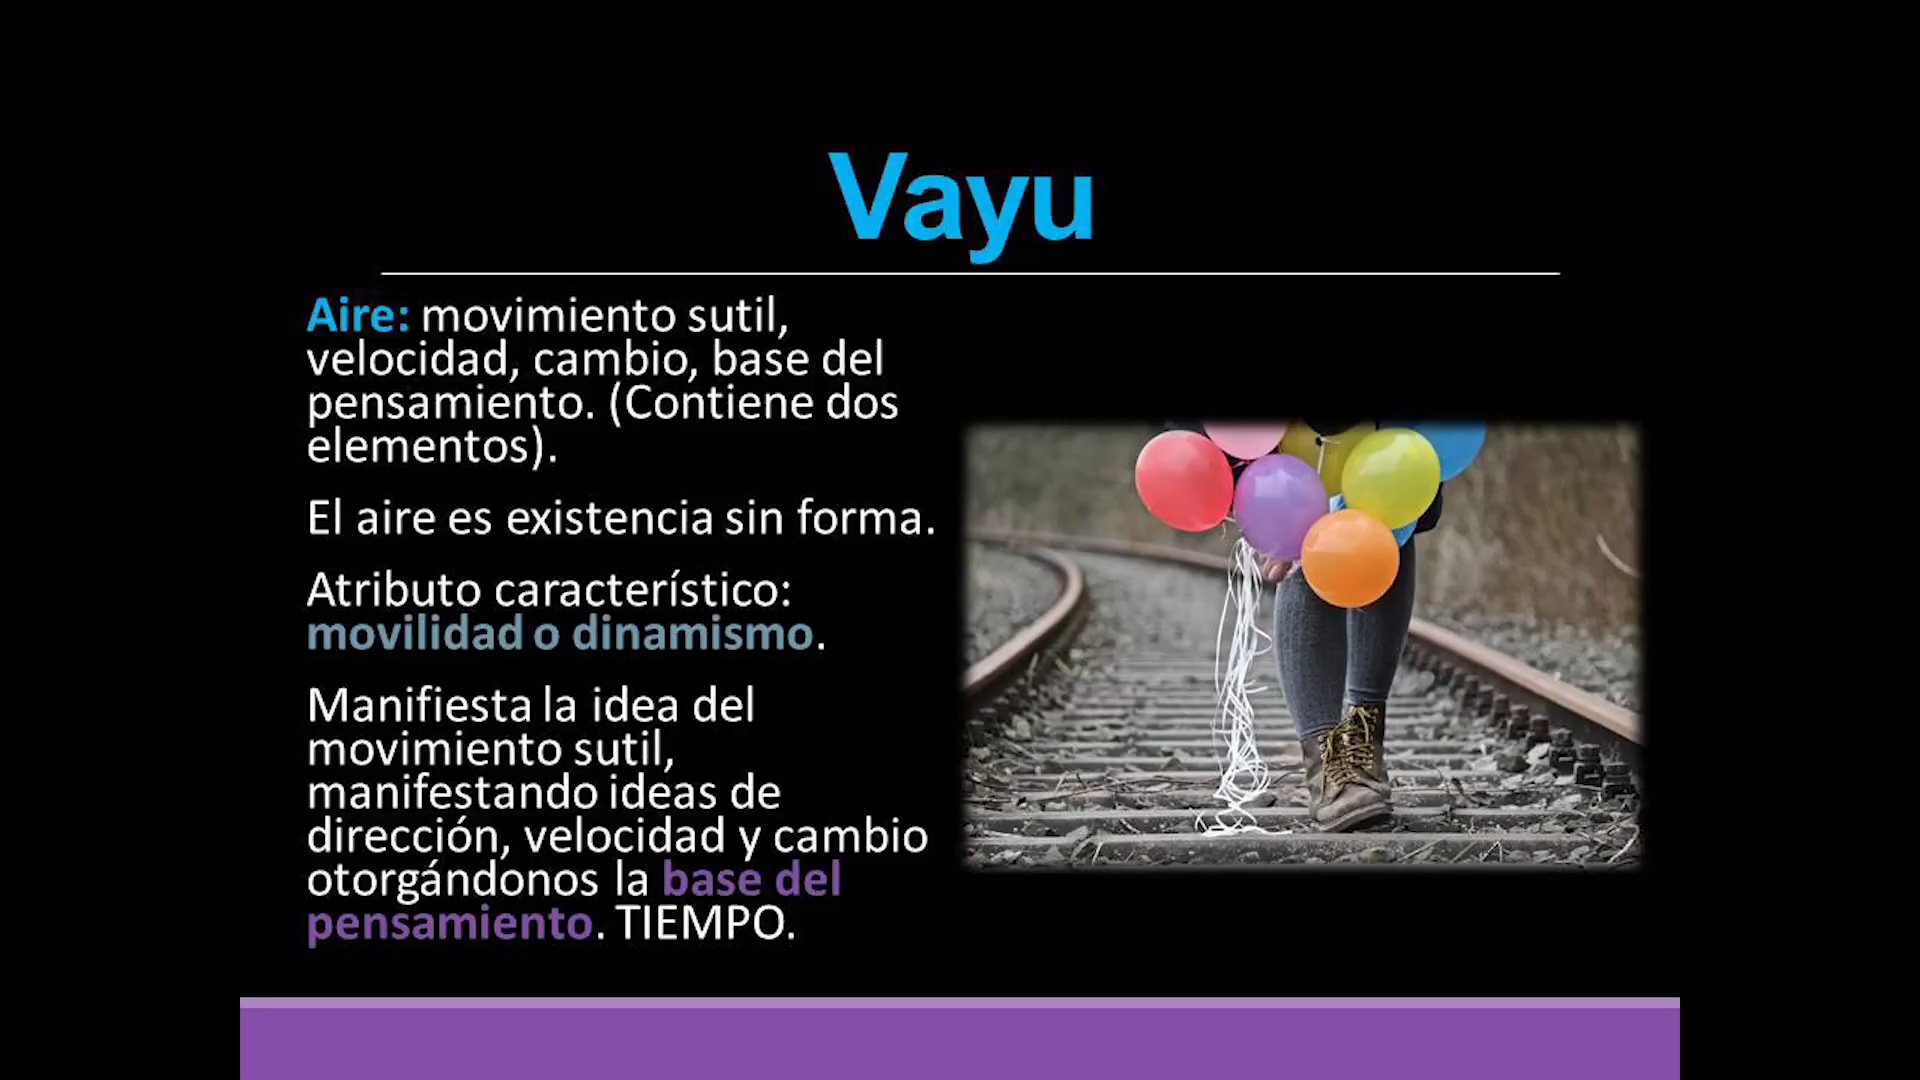 Vayu
Aire: movimiento sutil,
velocidad, cambio, base del
pensamiento. (Contiene dos
elementos).
El aire es existencia sin forma.
Atributo característico:
movilidad o dinamismo.
Manifiesta la idea del
movimiento sutil,
manifestando ideas de
dirección, velocidad y cambio
otorgándonos la base del
pensamiento. TIEMPO.